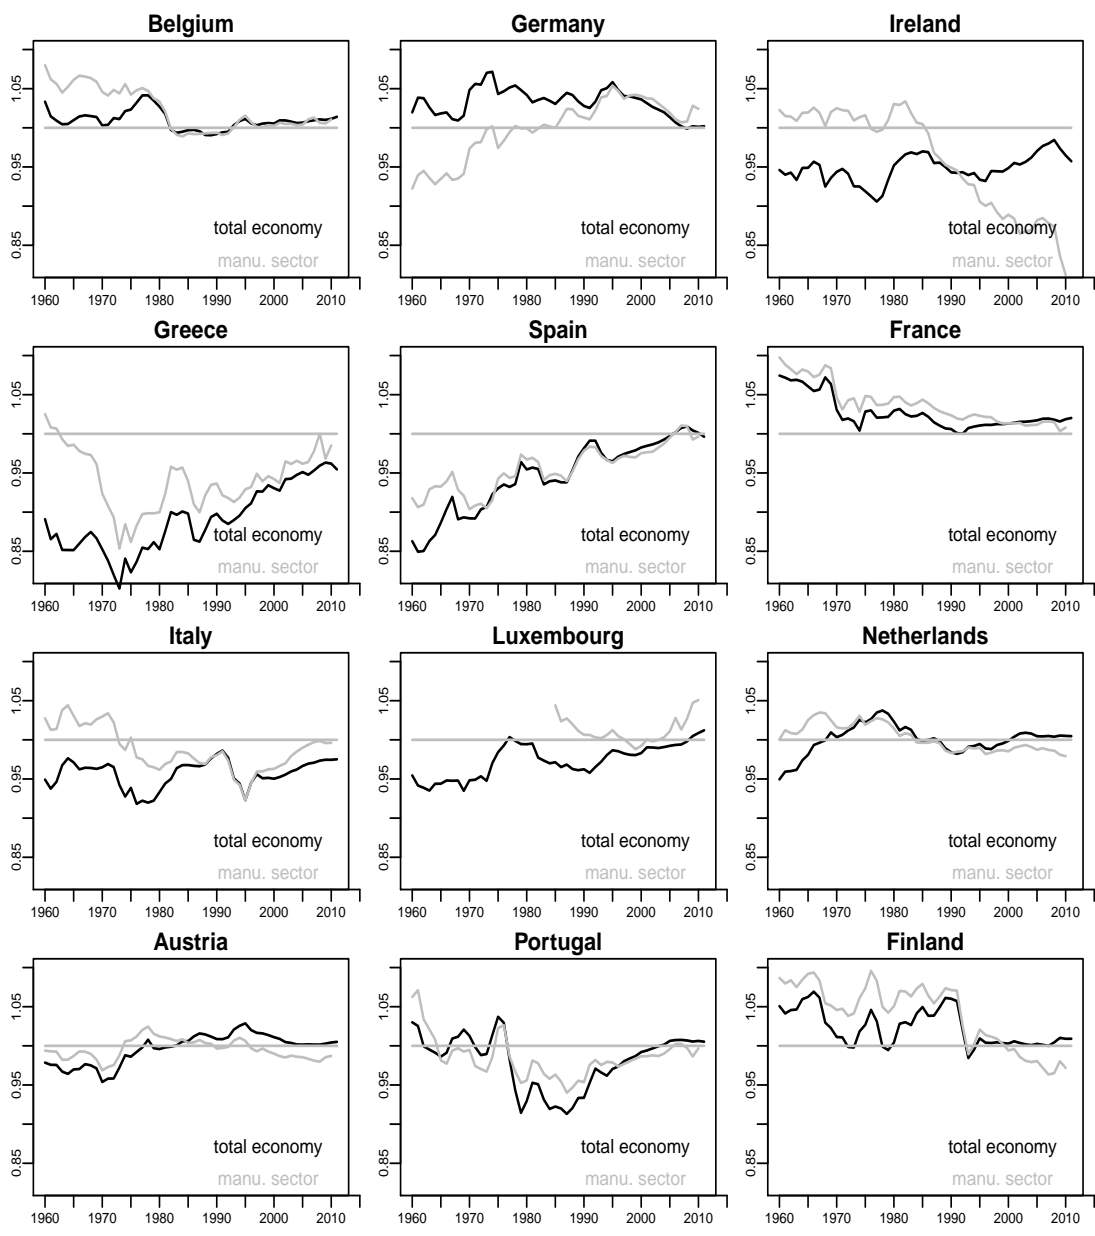 Belgium Germany Ireland
1.05 1.05 1.05
0.95 0.95 0.95
total economy total economy total economy
0.85 0.85 0.85
manu. sector manu. sector manu. sector
1960 1970 1980 1990 2000 2010 1960 1970 1980 1990 2000 2010 1960 1970 1980 1990 2000 2010
Greece Spain France
1.05 1.05 1.05
0.95 0.95 0.95
total economy total economy total economy
0.85 0.85 0.85
manu. sector manu. sector manu. sector
1960 1970 1980 1990 2000 2010 1960 1970 1980 1990 2000 2010 1960 1970 1980 1990 2000 2010
Italy Luxembourg Netherlands
1.05 1.05 1.05
0.95 0.95 0.95
total economy total economy total economy
0.85 0.85 0.85
manu. sector manu. sector manu. sector
1960 1970 1980 1990 2000 2010 1960 1970 1980 1990 2000 2010 1960 1970 1980 1990 2000 2010
Austria Portugal Finland
1.05 1.05 1.05
0.95 0.95 0.95
total economy total economy total economy
0.85 0.85 0.85
manu. sector manu. sector manu. sector
1960 1970 1980 1990 2000 2010 1960 1970 1980 1990 2000 2010 1960 1970 1980 1990 2000 2010